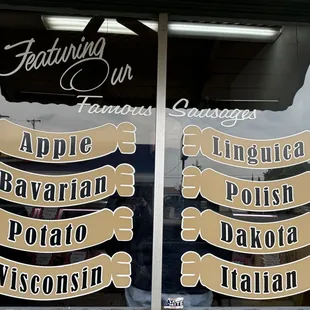 Featuring
Our
Famous Sausages
Apple
Bavarian
Potato
Wisconsin
Linguica
Polish
Dakota
Italian